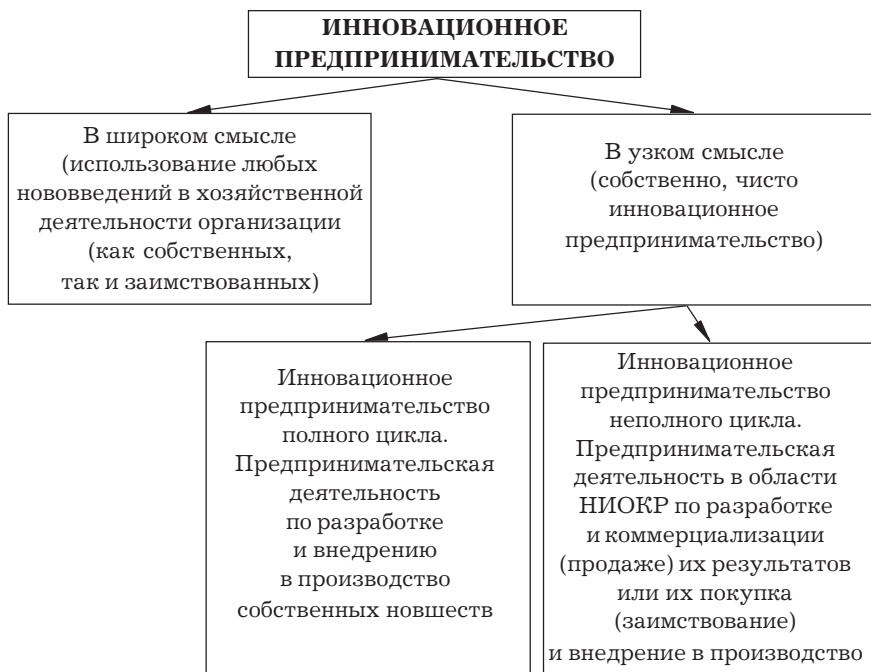 ИННОВАЦИОННОЕ
ПРЕДПРИНИМАТЕЛЬСТВО
В широком смысле
(использование любых
нововведений в хозяйственной
деятельности организации
(как собственных,
так и заимствованных)
В узком смысле
(собственно, чисто
инновационное
предпринимательство)
Инновационное
предпринимательство
полного цикла.
Предпринимательская
деятельность
по разработке
и внедрению
в производство
собственных новшеств
Инновационное
предпринимательство
неполного цикла.
Предпринимательская
деятельность в области
НИОКР по разработке
и коммерциализации
(продаже) их результатов
или их покупка
(заимствование)
и внедрение в производство